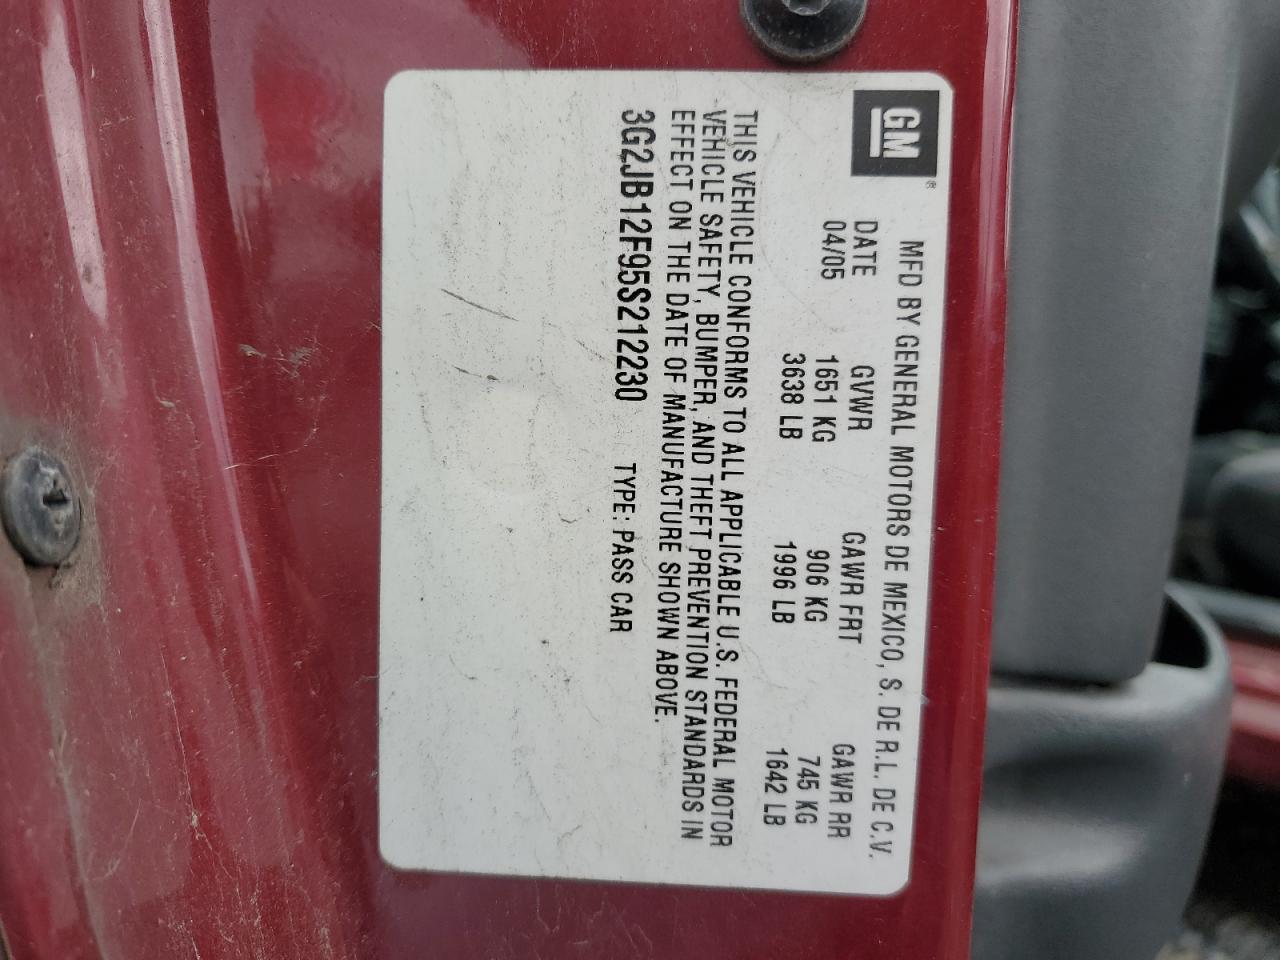 GM®
MFD BY GENERAL MOTORS DE MEXICO, S. DE R.L. DE C.V.
DATE GVWR GAWR FRT GAWR RR
04/05 1651 KG 906 KG 745 KG
3638 LB 1996 LB 1642 LB
THIS VEHICLE CONFORMS TO ALL APPLICABLE U.S. FEDERAL MOTOR
VEHICLE SAFETY, BUMPER, AND THEFT PREVENTION STANDARDS IN
EFFECT ON THE DATE OF MANUFACTURE SHOWN ABOVE.
3G2JB12F95S212230 TYPE: PASS CAR